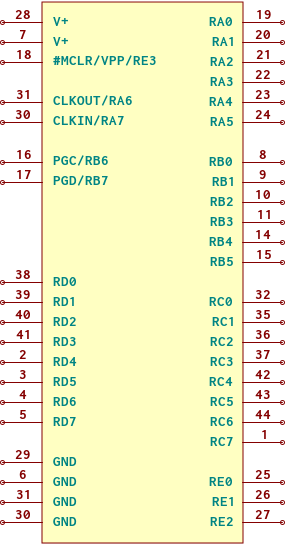 28 V+
7 V+
18 #MCLR/VPP/RE3
31 CLKOUT/RA6
30 CLKIN/RA7
16 PGC/RB6
17 PGD/RB7
38 RD0
39 RD1
40 RD2
41 RD3
2 RD4
3 RD5
4 RD6
5 RD7
29 GND
6 GND
31 GND
30 GND
RA0 19
RA1 20
RA2 21
RA3 22
RA4 23
RA5 24
RB0 8
RB1 9
RB2 10
RB3 11
RB4 14
RB5 15
RC0 32
RC1 35
RC2 36
RC3 37
RC4 42
RC5 43
RC6 44
RC7 1
RE0 25
RE1 26
RE2 27